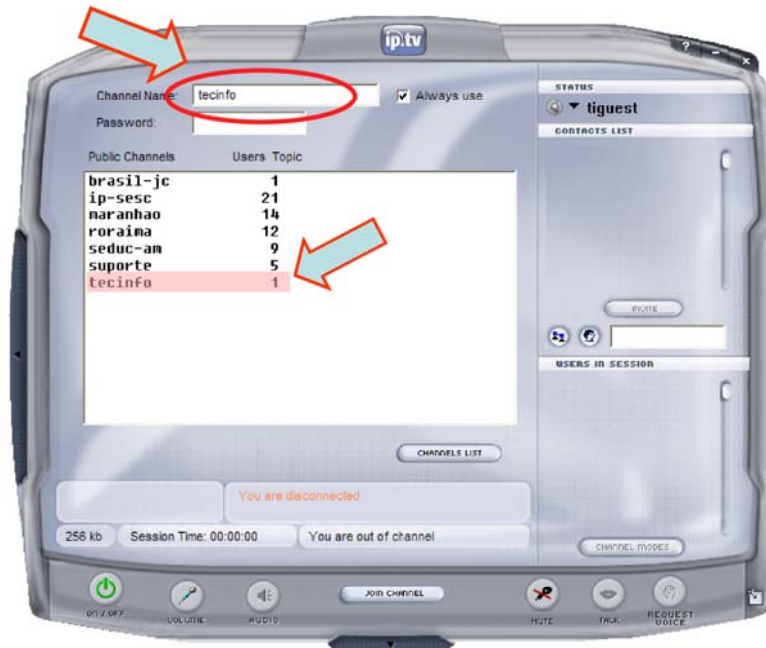 ip.tv
? - x
Channel Name: tecinfo Always use
Password:
Public Channels Users Topic
brasil-jc 1
ip-sesc 21
maranhao 14
roraima 12
seduc-am 9
suporte 5
tecinfo 1
CHANNELS LIST
You are disconnected
256 kb Session Time: 00:00:00 You are out of channel
STATUS
tiguest
CONTACTS LIST
INVITE
USERS IN SESSION
CHANNEL MODES
ON / OFF VOLUME AUDIO JOIN CHANNEL MUTE TALK REQUEST
VOICE